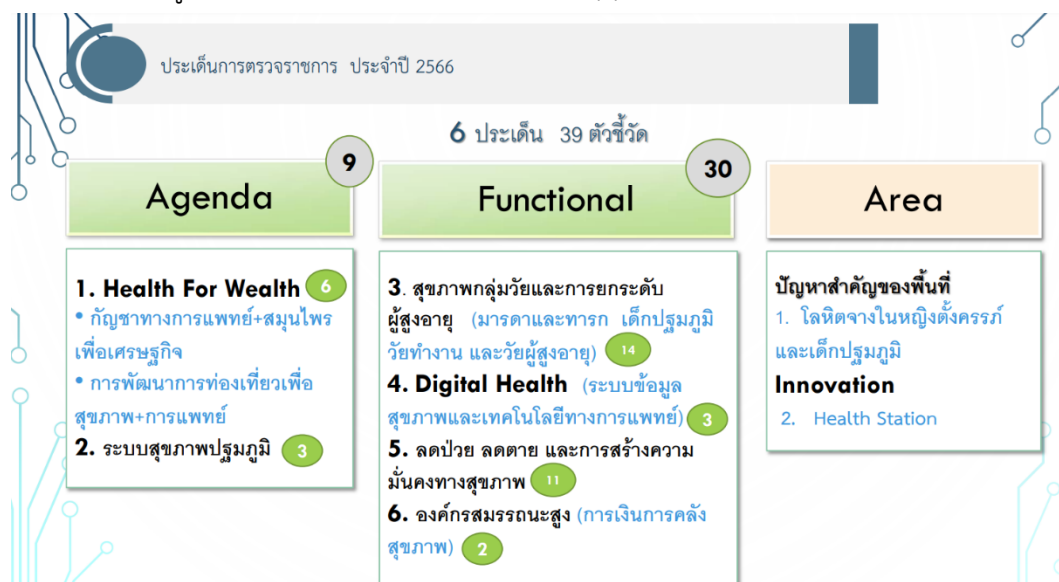 ประเด็นการตรวจราชการ ประจำปี 2566
6 ประเด็น 39 ตัวชี้วัด
9
Agenda
1. Health For Wealth 6
• กัญชาทางการแพทย์+สมุนไพร
เพื่อเศรษฐกิจ
• การพัฒนาการท่องเที่ยวเพื่อ
สุขภาพ+การแพทย์
2. ระบบสุขภาพปฐมภูมิ 3
30
Functional
3. สุขภาพกลุ่มวัยและการยกระดับ
ผู้สูงอายุ (มารดาและทารก เด็กปฐมภูมิ
วัยทำงาน และวัยผู้สูงอายุ) 14
4. Digital Health (ระบบข้อมูล
สุขภาพและเทคโนโลยีทางการแพทย์) 3
5. ลดป่วย ลดตาย และการสร้างความ
มั่นคงทางสุขภาพ 11
6. องค์กรสมรรถนะสูง (การเงินการคลัง
สุขภาพ) 2
Area
ปัญหาสำคัญของพื้นที่
1. โลหิตจางในหญิงตั้งครรภ์
และเด็กปฐมภูมิ
Innovation
2. Health Station